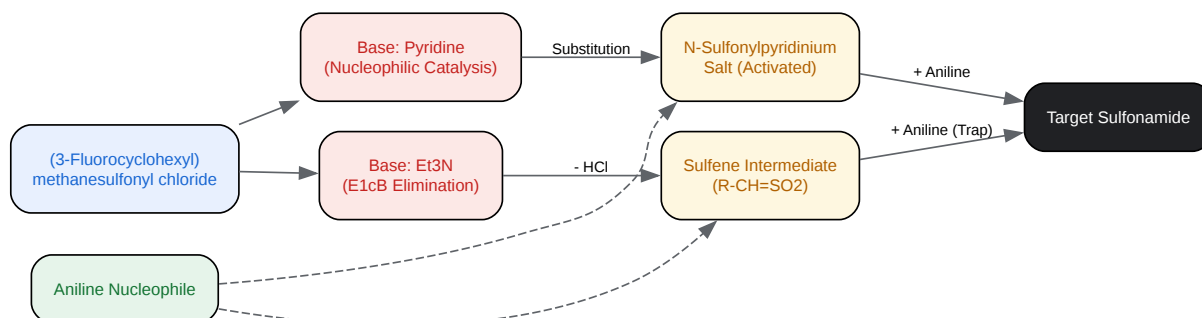 Base: Pyridine
(Nucleophilic Catalysis)
Substitution
N-Sulfonylpyridinium
Salt (Activated)
+ Aniline
Target Sulfonamide
(3-Fluorocyclohexyl)
methanesulfonyl chloride
Base: Et3N
(E1cB Elimination)
- HCl
Sulfene Intermediate
(R-CH=SO2)
+ Aniline (Trap)
Aniline Nucleophile